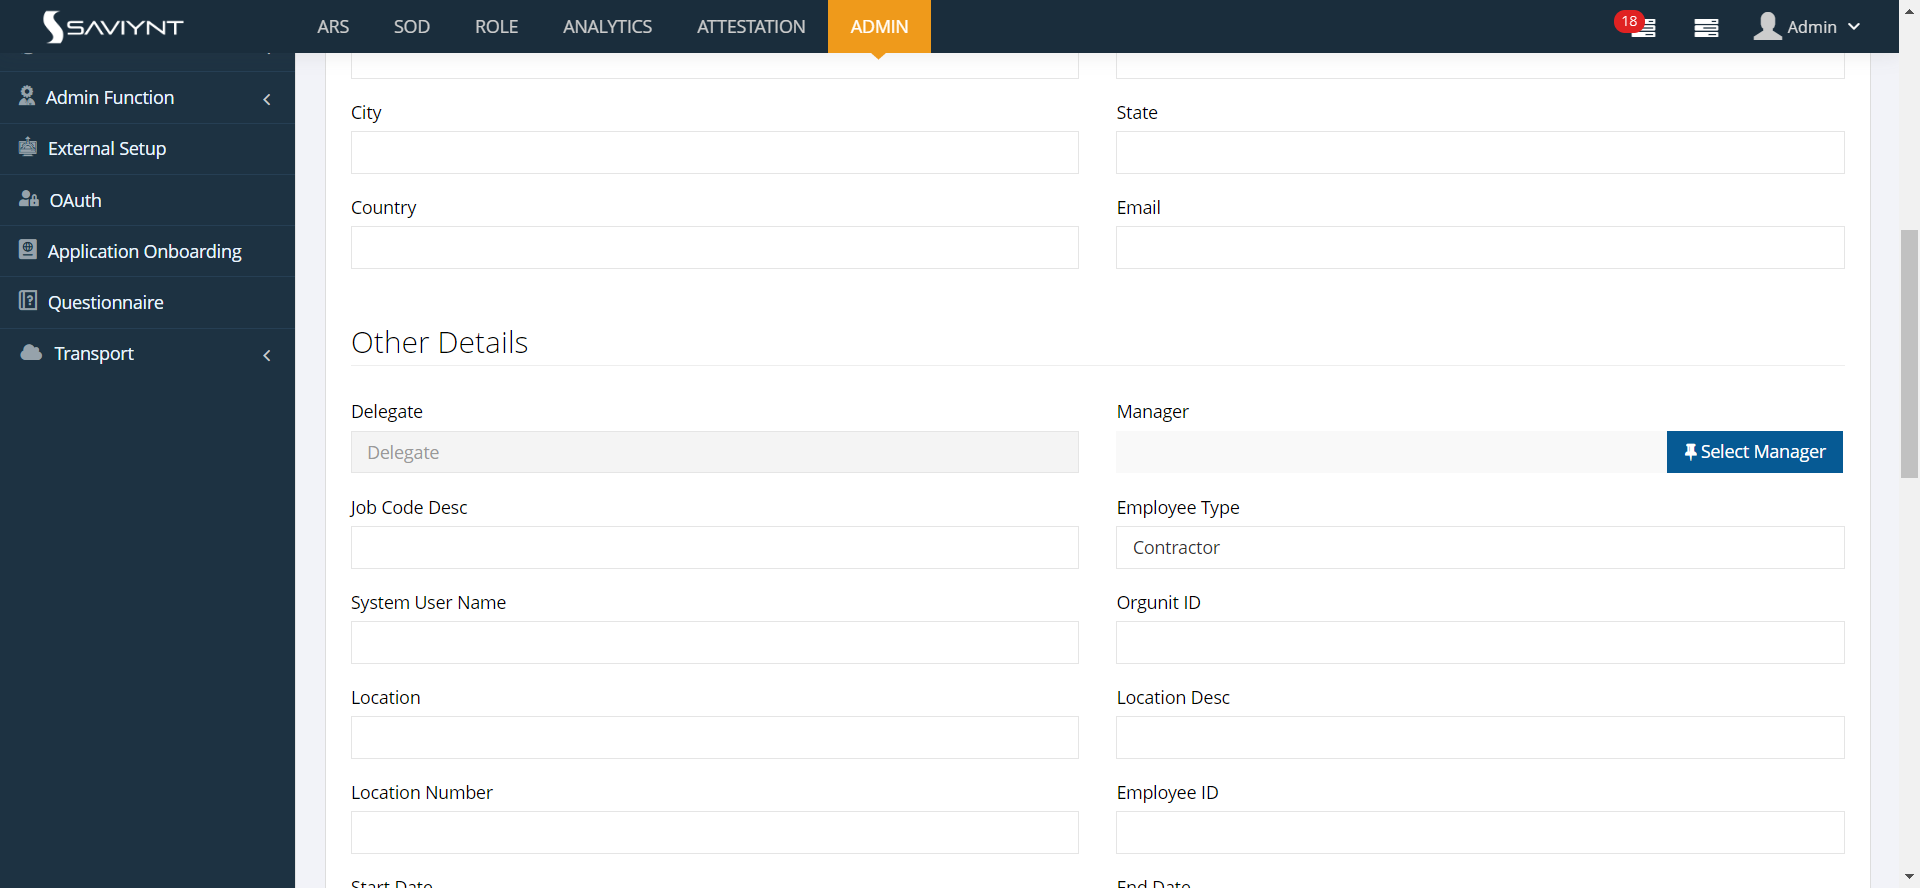 SAVIYNT
ARS SOD ROLE ANALYTICS ATTESTATION ADMIN
18
Admin
Admin Function
External Setup
OAuth
Application Onboarding
Questionnaire
Transport
City State
Country Email
Other Details
Delegate Manager
Delegate Select Manager
Job Code Desc Employee Type
Contractor
System User Name Orgunit ID
Location Location Desc
Location Number Employee ID
Start Date End Date